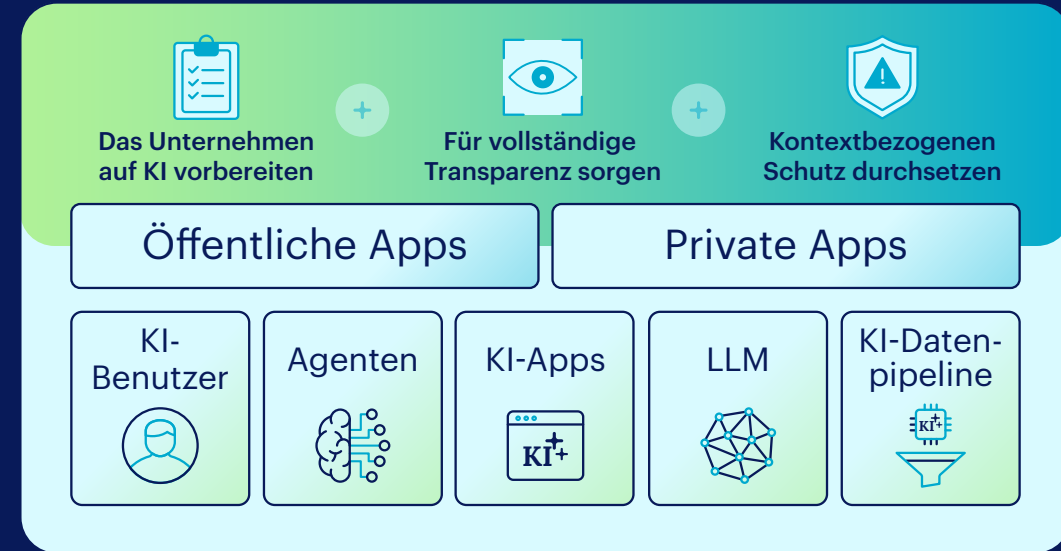 Das Unternehmen
auf KI vorbereiten
Für vollständige
Transparenz sorgen
Kontextbezogenen
Schutz durchsetzen
Öffentliche Apps
Private Apps
KI-
Benutzer
Agenten
KI-Apps
KI
LLM
KI-Daten-
pipeline
KI